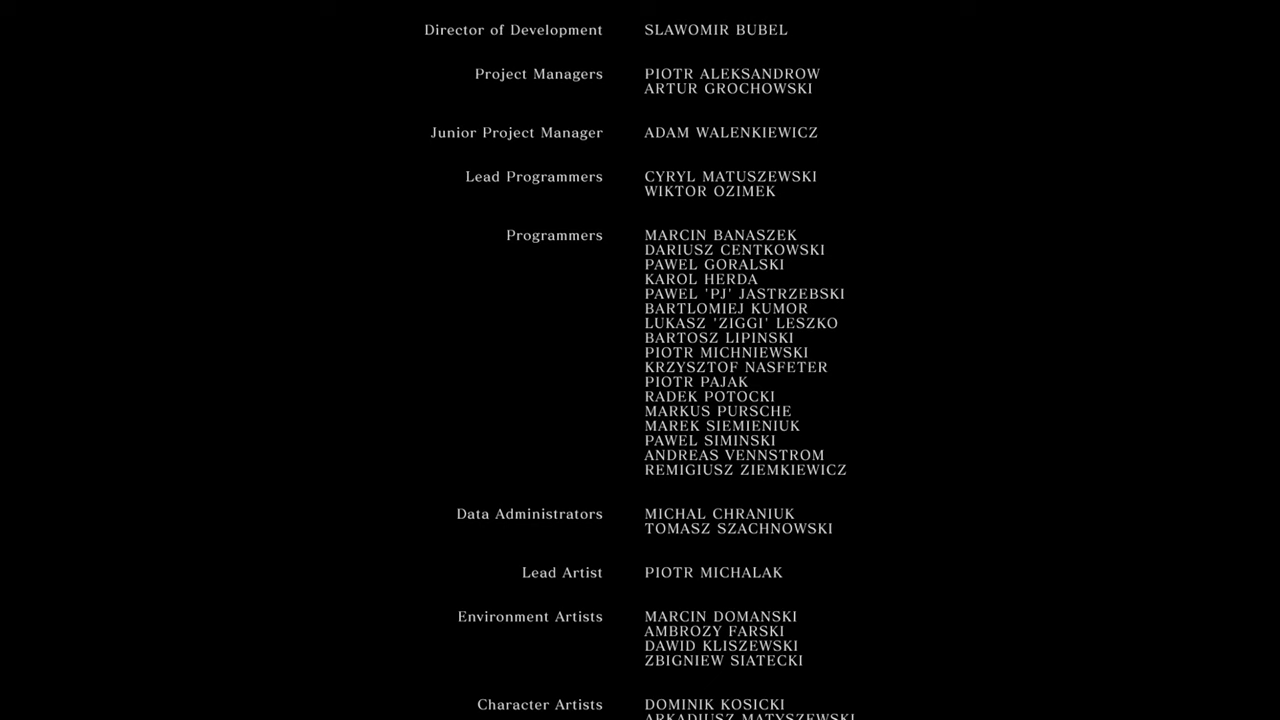 Director of Development SLAWOMIR BUBEL
Project Managers PIOTR ALEKSANDROW
ARTUR GROCHOWSKI
Junior Project Manager ADAM WALENKIEWICZ
Lead Programmers CYRYL MATUSZEWSKI
WIKTOR OZIMEK
Programmers MARCIN BANASZEK
DARIUSZ CENTKOWSKI
PAWEL GORALSKI
KAROL HERDA
PAWEL 'PJ' JASTRZEBSKI
BARTLOMIEJ KUMOR
LUKASZ 'ZIGGI' LESZKO
BARTOSZ LIPINSKI
PIOTR MICHNIEWSKI
KRZYSZTOF NASFETER
PIOTR PAJAK
RADEK POTOCKI
MARKUS PURSCHE
MAREK SIEMIENIUK
PAWEL SIMINSKI
ANDREAS VENNSTROM
REMIGIUSZ ZIEMKIEWICZ
Data Administrators MICHAL CHRANIUK
TOMASZ SZACHNOWSKI
Lead Artist PIOTR MICHALAK
Environment Artists MARCIN DOMANSKI
AMBROZY FARSKI
DAWID KLISZEWSKI
ZBIGNIEW SIATECKI
Character Artists DOMINIK KOSICKI
ARKADIUSZ MATYSZEWSKI